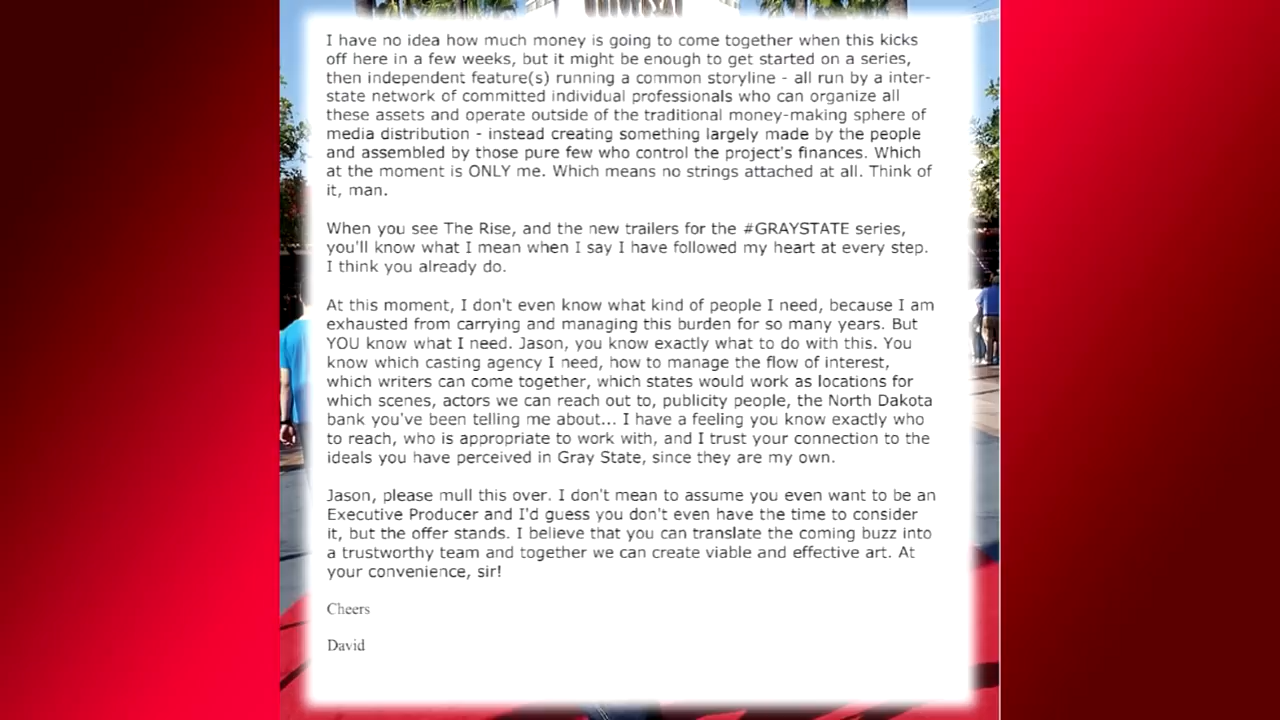 I have no idea how much money is going to come together when this kicks
off here in a few weeks, but it might be enough to get started on a series,
then independent feature(s) running a common storyline - all run by a inter-
state network of committed individual professionals who can organize all
these assets and operate outside of the traditional money-making sphere of
media distribution - instead creating something largely made by the people
and assembled by those pure few who control the project's finances. Which
at the moment is ONLY me. Which means no strings attached at all. Think of
it, man.
When you see The Rise, and the new trailers for the #GRAYSTATE series,
you'll know what I mean when I say I have followed my heart at every step.
I think you already do.
At this moment, I don't even know what kind of people I need, because I am
exhausted from carrying and managing this burden for so many years. But
YOU know what I need. Jason, you know exactly what to do with this. You
know which casting agency I need, how to manage the flow of interest,
which writers can come together, which states would work as locations for
which scenes, actors we can reach out to, publicity people, the North Dakota
bank you've been telling me about... I have a feeling you know exactly who
to reach, who is appropriate to work with, and I trust your connection to the
ideals you have perceived in Gray State, since they are my own.
Jason, please mull this over. I don't mean to assume you even want to be an
Executive Producer and I'd guess you don't even have the time to consider
it, but the offer stands. I believe that you can translate the coming buzz into
a trustworthy team and together we can create viable and effective art. At
your convenience, sir!
Cheers
David